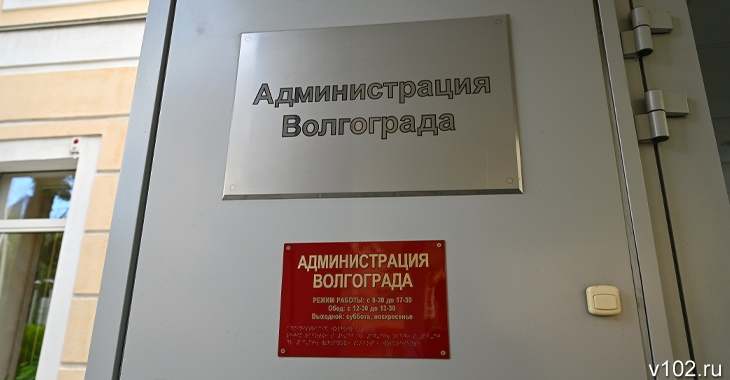 Администрация
Волгограда
АДМИНИСТРАЦИЯ
ВОЛГОГРАДА
РЕЖИМ РАБОТЫ: с 8-30 до 17-30
Обед: с 12-30 до 13-30
Выходной: суббота, воскресенье
v102.ru